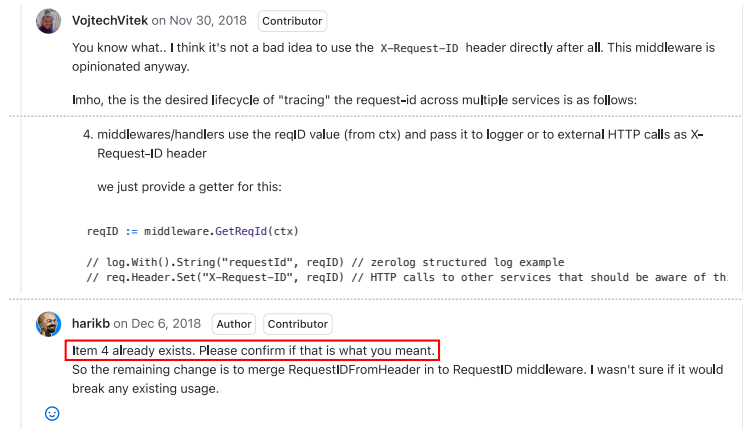 VojtechVitek on Nov 30, 2018 Contributor
You know what.. I think it's not a bad idea to use the X-Request-ID header directly after all. This middleware is
opinionated anyway.
Imho, the is the desired lifecycle of "tracing" the request-id across multiple services is as follows:
4. middlewares/handlers use the reqID value (from ctx) and pass it to logger or to external HTTP calls as X-
Request-ID header
we just provide a getter for this:
reqID := middleware.GetReqId(ctx)
// log.With().String("requestId", reqID) // zerolog structured log example
// req.Header.Set("X-Request-ID", reqID) // HTTP calls to other services that should be aware of th
harikb on Dec 6, 2018 Author Contributor
Item 4 already exists. Please confirm if that is what you meant.
So the remaining change is to merge RequestIDFromHeader in to RequestID middleware. I wasn't sure if it would
break any existing usage.